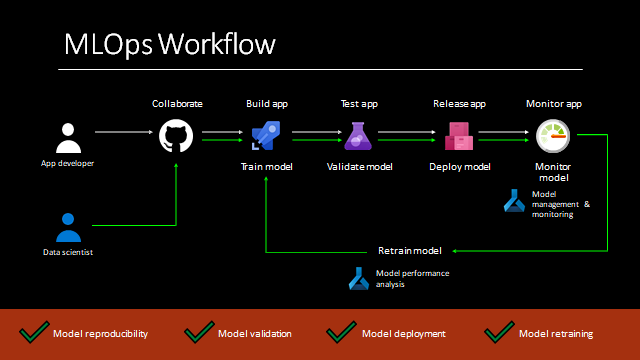 MLOps Workflow
Collaborate
Build app
Test app
Release app
Monitor app
App developer
Train model
Validate model
Deploy model
Monitor
model
Model
management &
monitoring
Data scientist
Retrain model
Model performance
analysis
Model reproducibility
Model validation
Model deployment
Model retraining